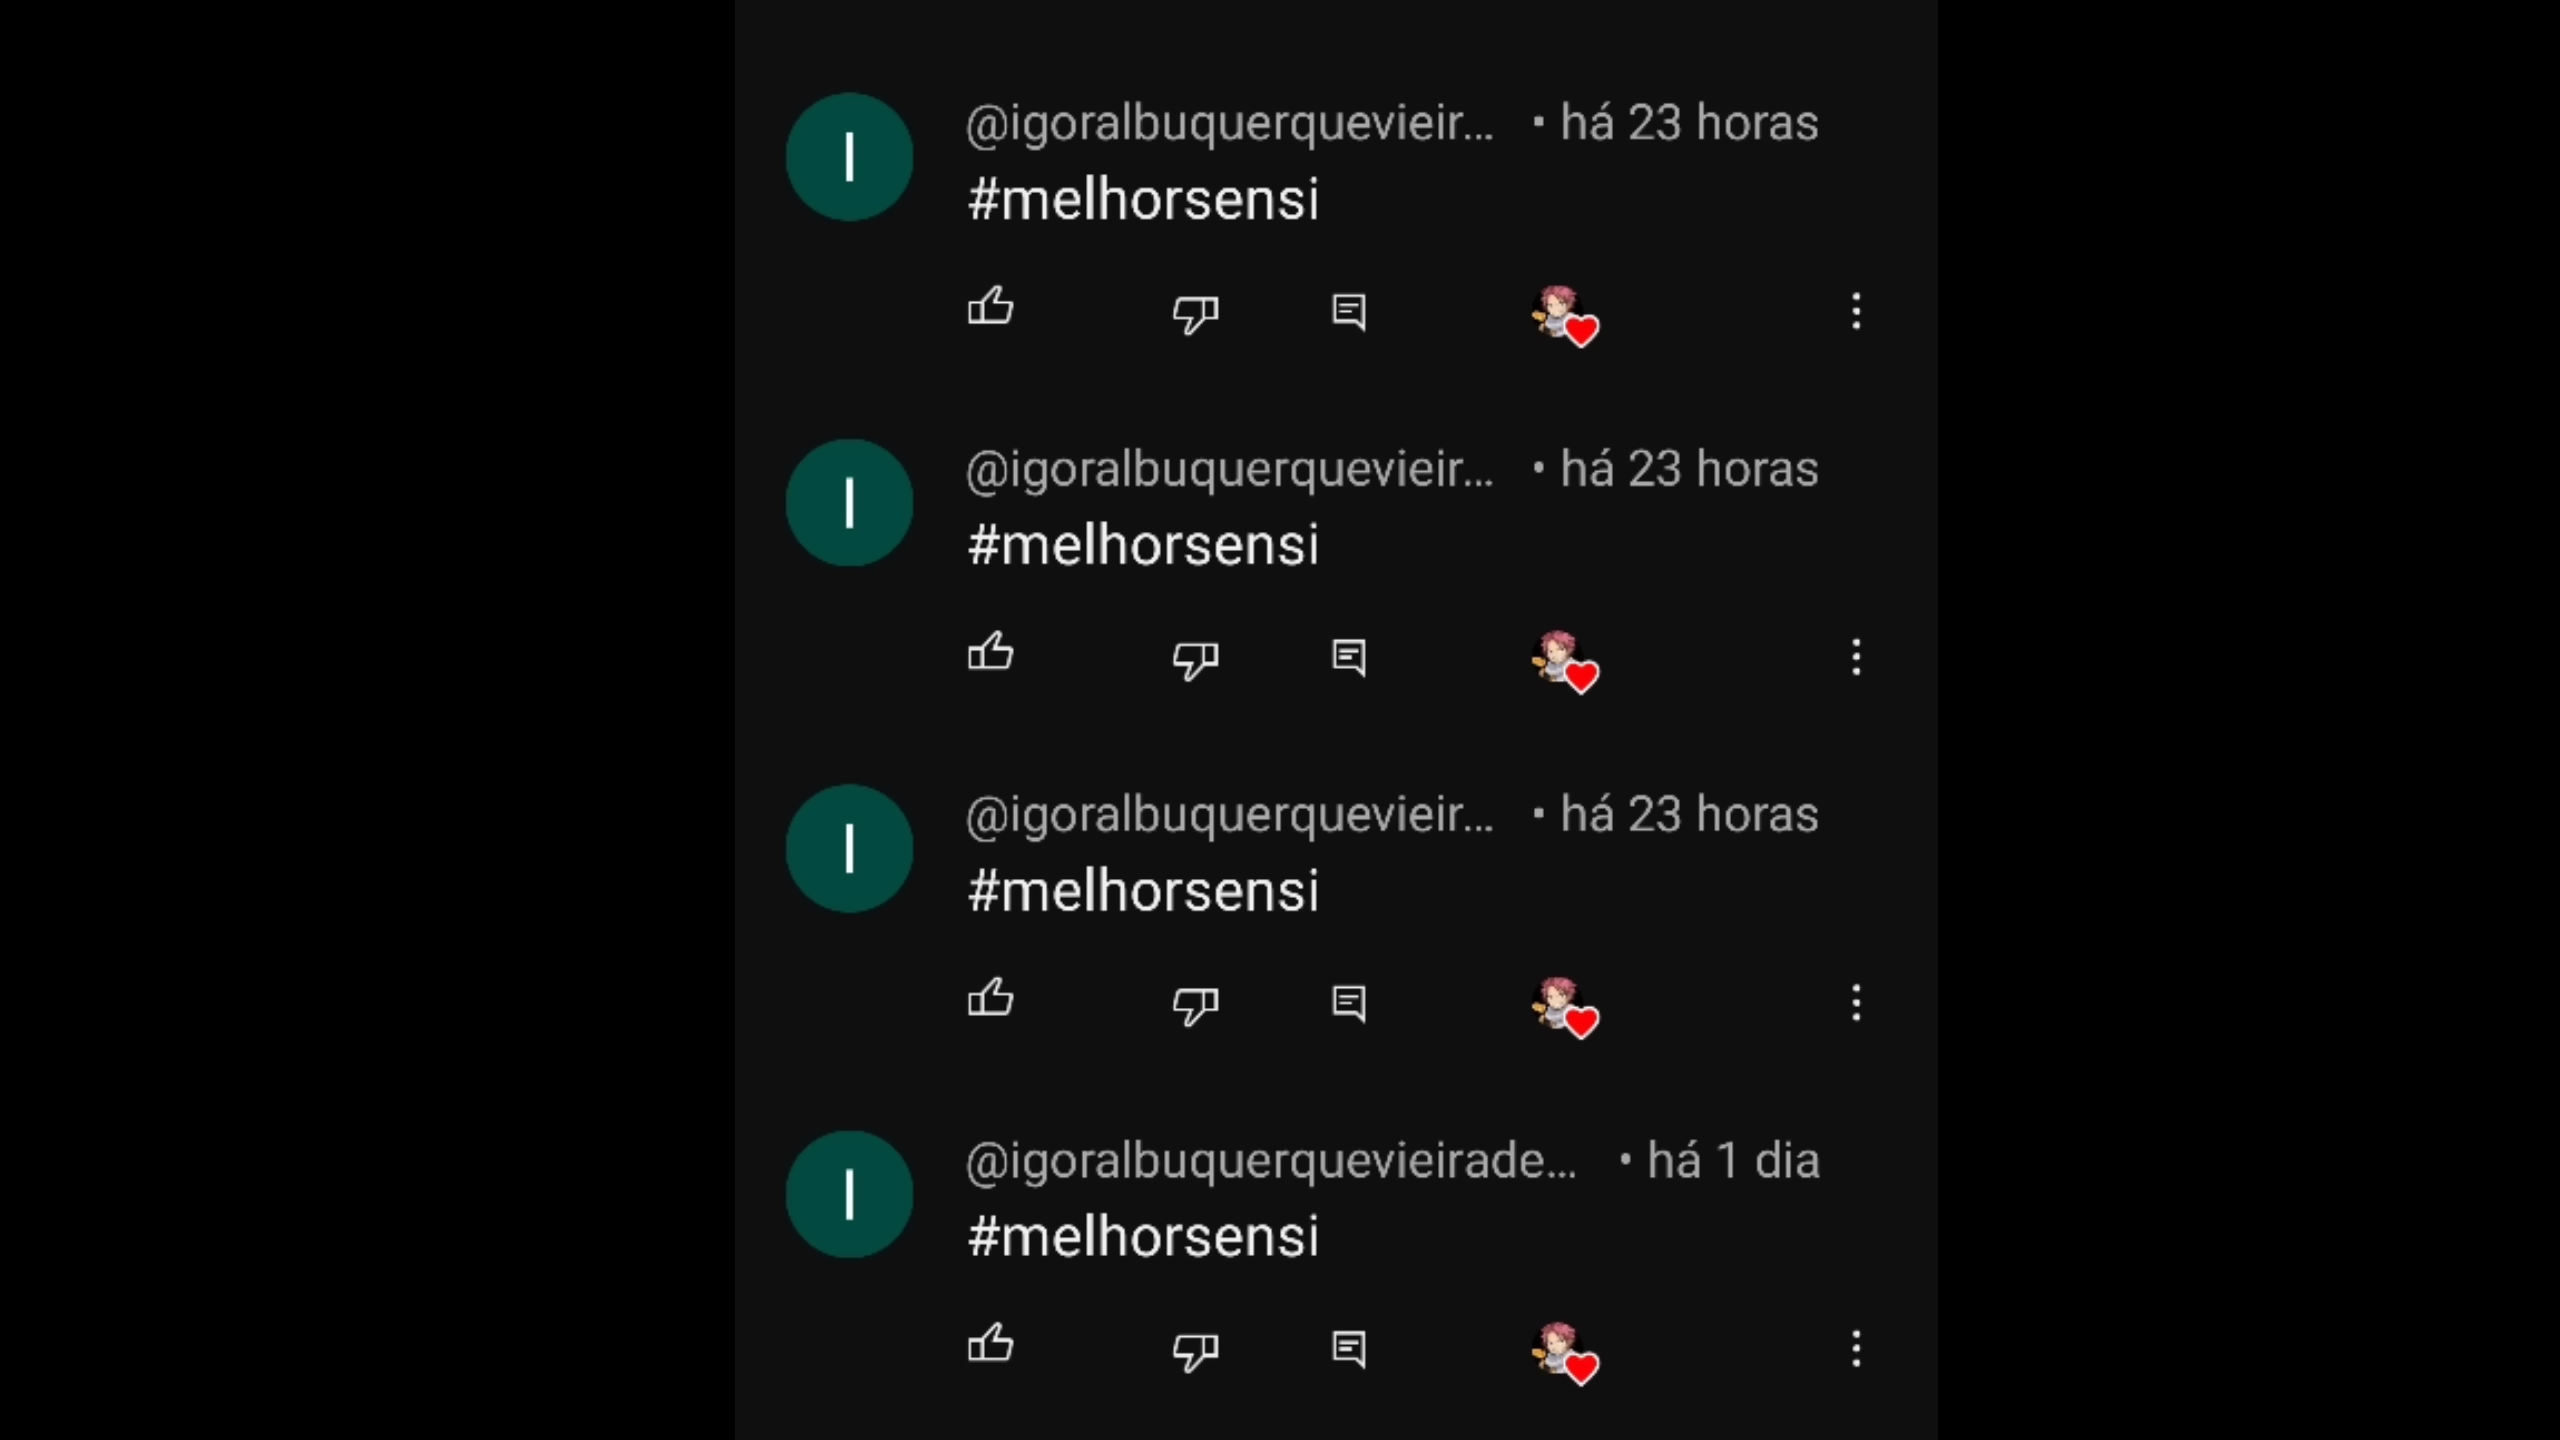 I
@igoralbuquerquevieir... • há 23 horas
#melhorsensi
I
@igoralbuquerquevieir... • há 23 horas
#melhorsensi
I
@igoralbuquerquevieir... • há 23 horas
#melhorsensi
I
@igoralbuquerquevieirade... • há 1 dia
#melhorsensi